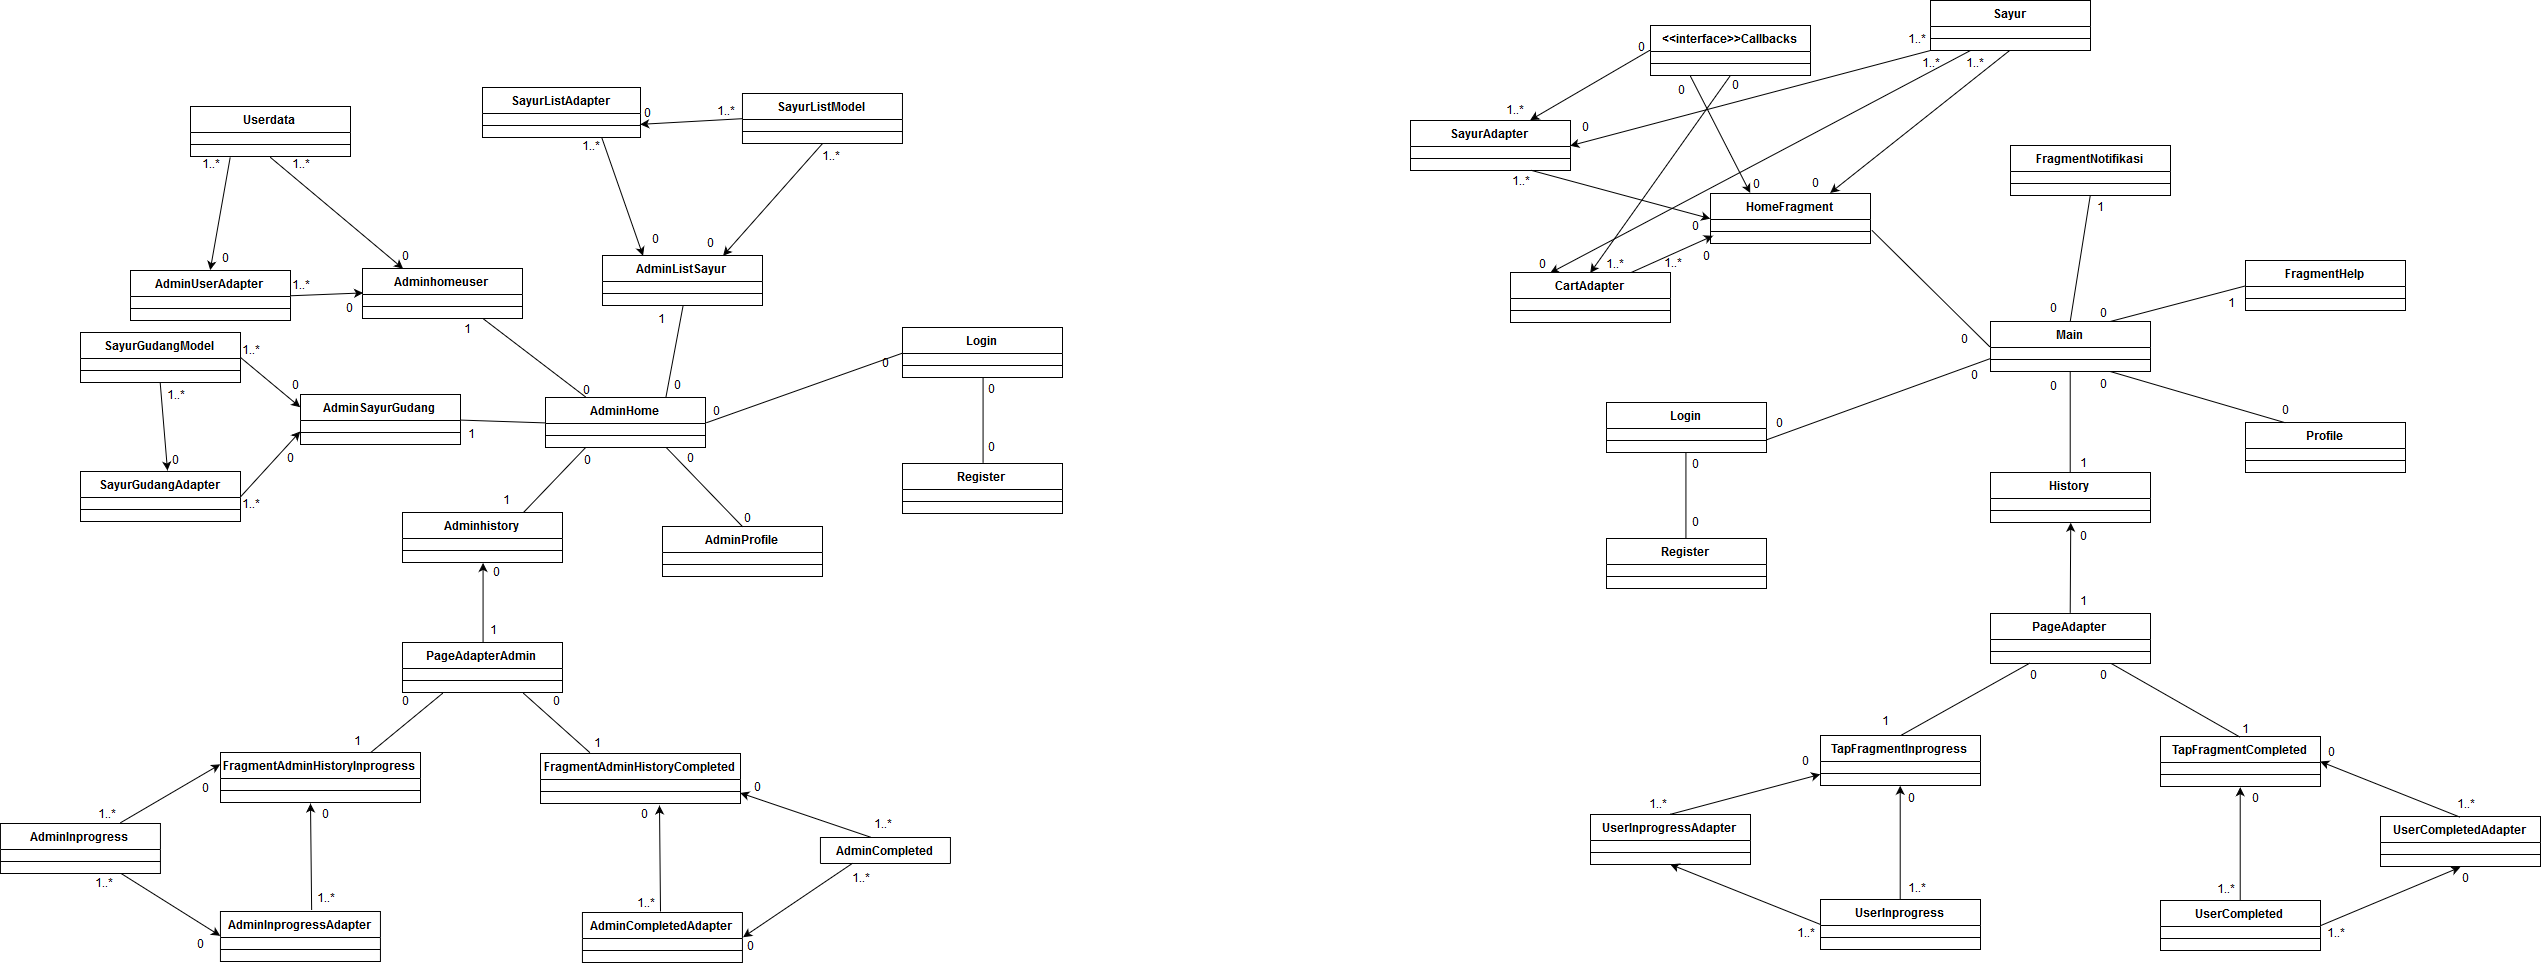 Userdata
1..*
1..*
SayurListAdapter
0
1..*
SayurListModel
1..*
1..*
0
0
AdminListSayur
1
0
0
AdminUserAdapter
1..*
0
Adminhomeuser
1
SayurGudangModel
1..*
1..*
0
0
AdminSayurGudang
1
0
SayurGudangAdapter
1..*
0
0
AdminHome
0
0
Login
0
0
Register
0
0
1
Adminhistory
0
0
AdminProfile
1
PageAdapterAdmin
0
0
1
1
FragmentAdminHistoryInprogress
0
0
FragmentAdminHistoryCompleted
0
0
1..*
AdminInprogress
1..*
1..*
AdminCompleted
1..*
1..*
AdminInprogressAdapter
0
1..*
AdminCompletedAdapter
0
<<interface>>Callbacks
0
0
0
Sayur
1..*
1..*
1..*
1..*
SayurAdapter
0
1..*
0
0
HomeFragment
0
0
0
1..*
1..*
CartAdapter
FragmentNotifikasi
1
FragmentHelp
1
0
0
0
Main
0
0
0
Login
0
0
0
Register
0
Profile
1
History
0
1
PageAdapter
0
0
1
1
TapFragmentInprogress
0
0
TapFragmentCompleted
0
0
1..*
UserInprogressAdapter
1..*
UserCompletedAdapter
0
1..*
UserInprogress
1..*
1..*
UserCompleted
1..*